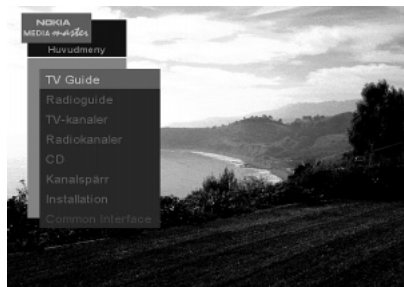 NOKIA
MEDIA master
Huvudmeny
TV Guide
Radioguide
TV-kanaler
Radiokanaler
CD
Kanalspärr
Installation
Common Interface